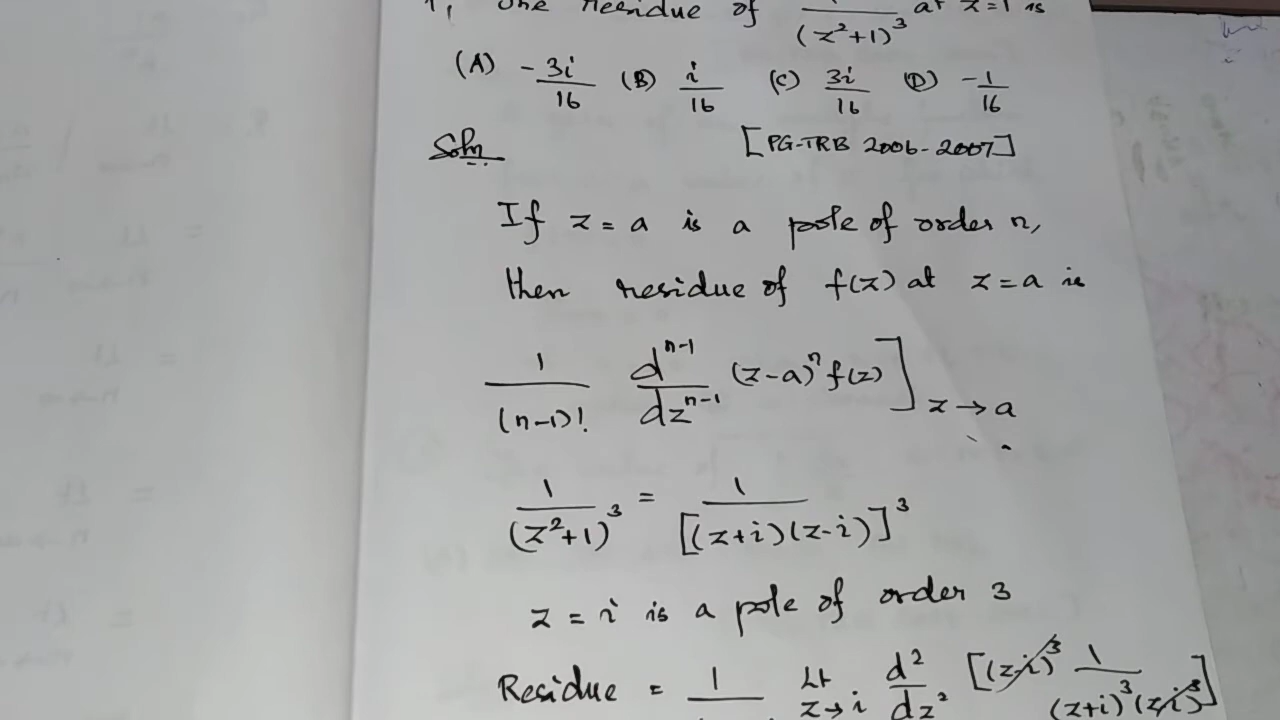 1, The Residue of 1/(z²+1)³ at z=i is
(A) -3i/16 (B) i/16 (C) 3i/16 (D) -1/16
Soln [PG-TRB 2006-2007]
If z=a is a pole of order n,
then residue of f(z) at z=a is
1/(n-1)! d^(n-1)/dz^(n-1) (z-a)^n f(z)]_(z→a)
1/(z²+1)³ = 1/[(z+i)(z-i)]³
z=i is a pole of order 3
Residue = 1/ Lt z→i d²/dz² [(z-i)³ 1/(z+i)³(z-i)³]